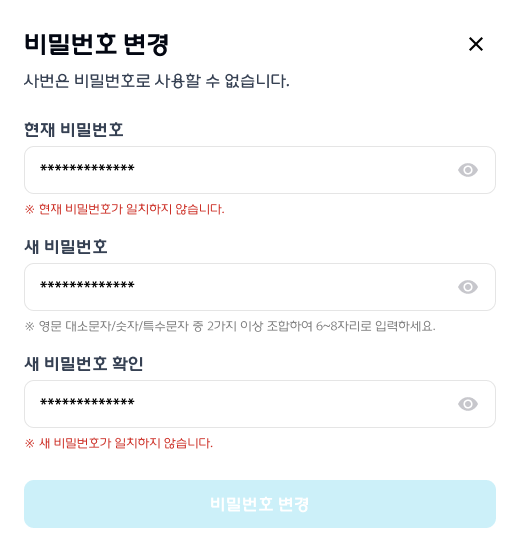 비밀번호 변경
사번은 비밀번호로 사용할 수 없습니다.
현재 비밀번호
*************
※ 현재 비밀번호가 일치하지 않습니다.
새 비밀번호
*************
※ 영문 대소문자/숫자/특수문자 중 2가지 이상 조합하여 6~8자리로 입력하세요.
새 비밀번호 확인
*************
※ 새 비밀번호가 일치하지 않습니다.
비밀번호 변경